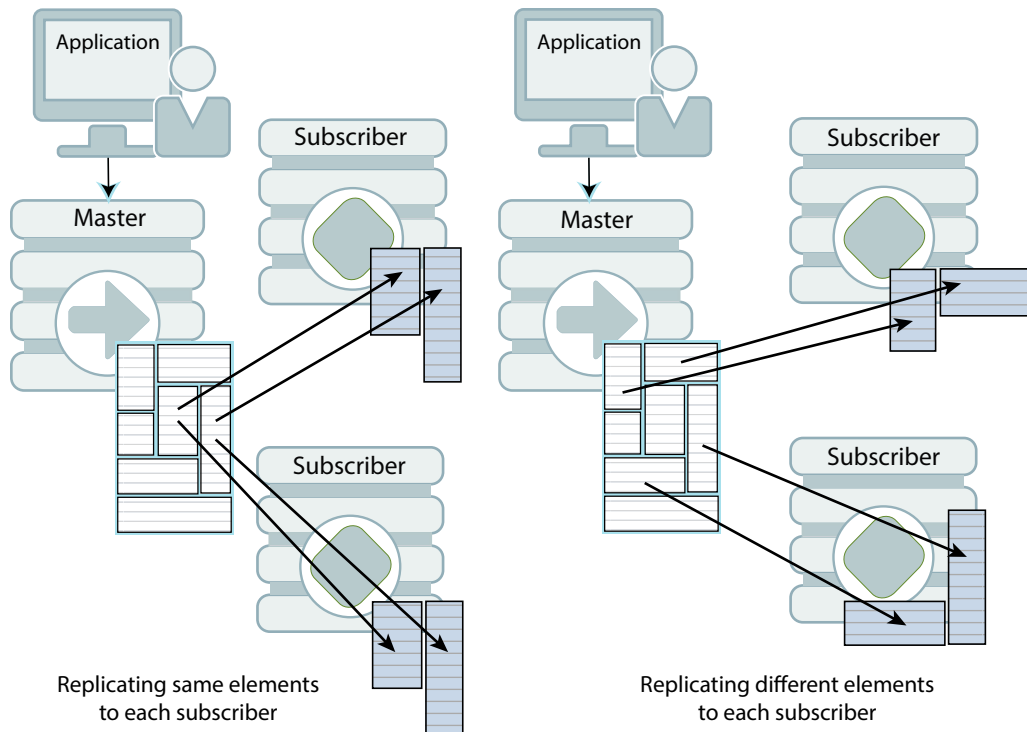 Application
Subscriber
Master
Subscriber
Replicating same elements
to each subscriber
Application
Subscriber
Master
Subscriber
Replicating different elements
to each subscriber